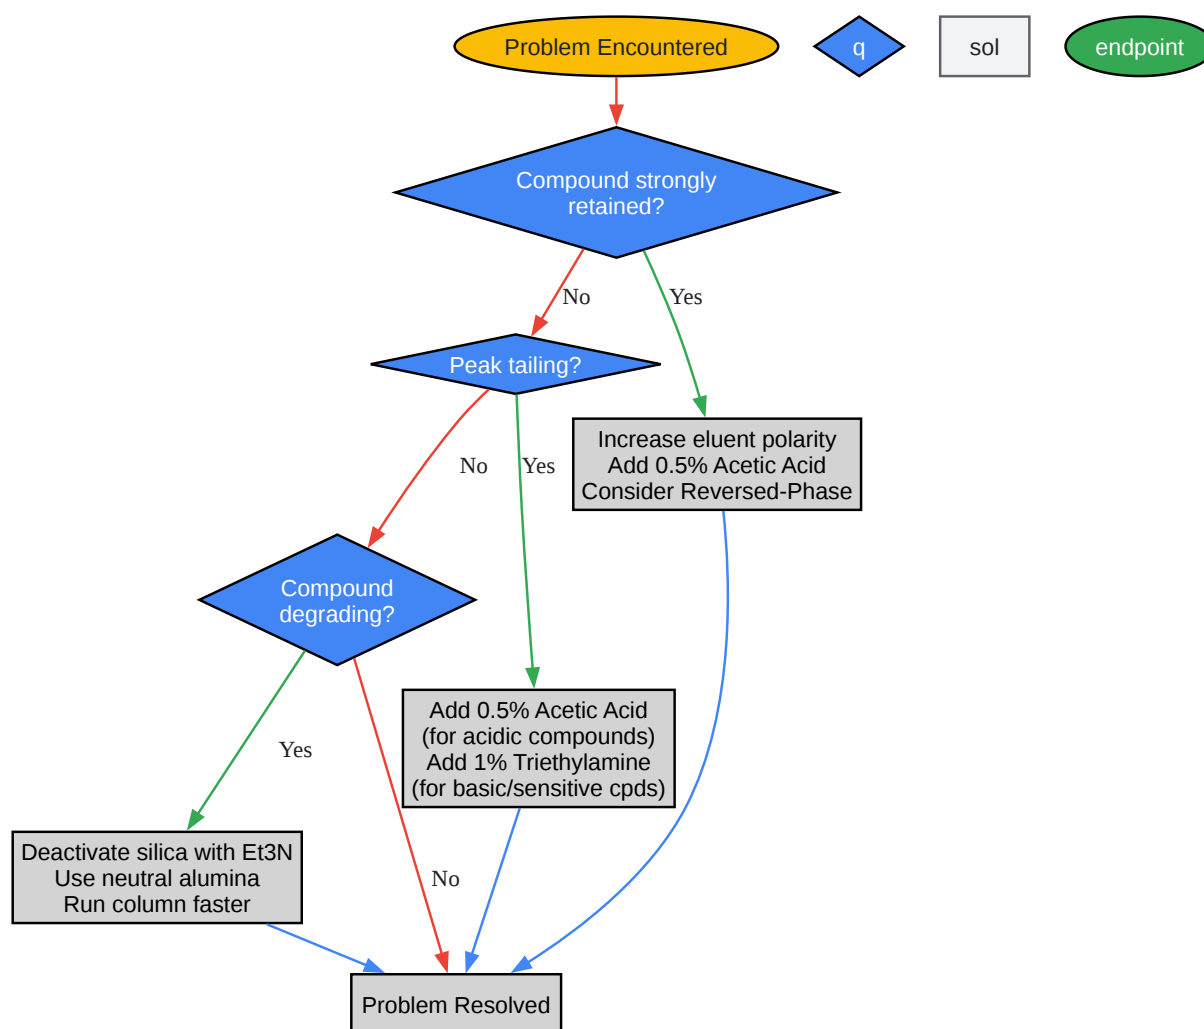 Problem Encountered
q
sol
endpoint
Compound strongly
retained?
No
Yes
Peak tailing?
Increase eluent polarity
Add 0.5% Acetic Acid
Consider Reversed-Phase
No
Yes
Compound
degrading?
Add 0.5% Acetic Acid
(for acidic compounds)
Add 1% Triethylamine
(for basic/sensitive cpds)
Yes
Deactivate silica with Et3N
Use neutral alumina
Run column faster
No
Problem Resolved